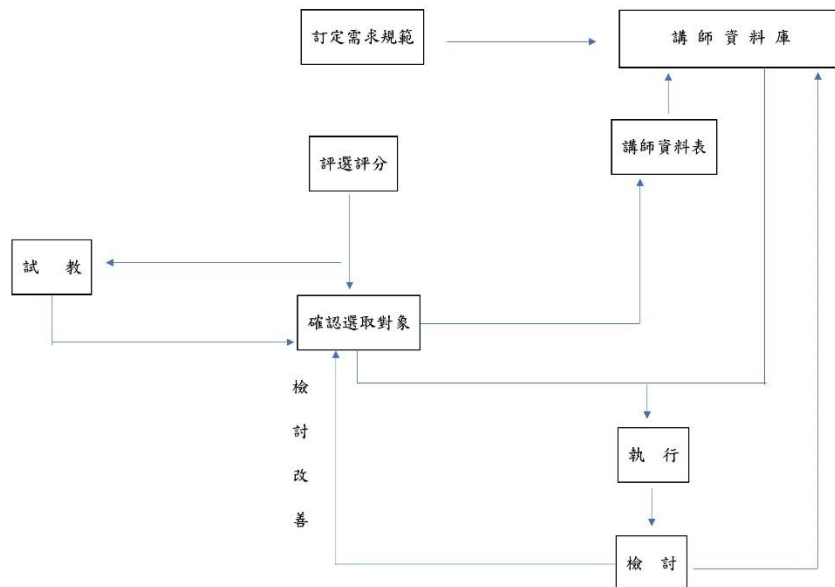 訂定需求規範
講師資料庫
講師資料表
評選評分
試 教
確認選取對象
檢討改善
執 行
檢 討